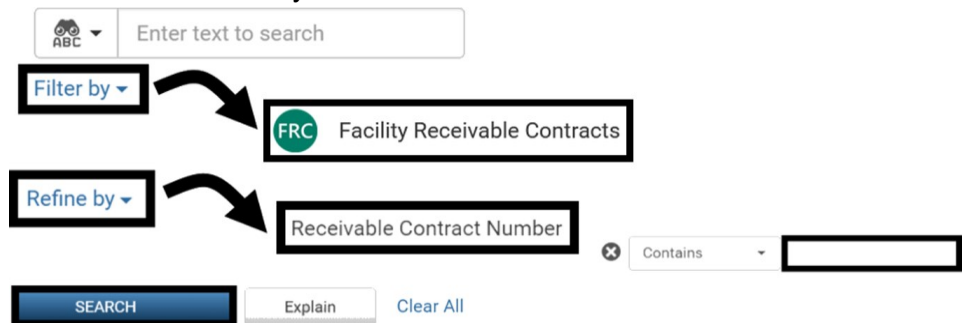 ABC Enter text to search
Filter by
FRC Facility Receivable Contracts
Refine by
Receivable Contract Number
Contains
SEARCH Explain Clear All